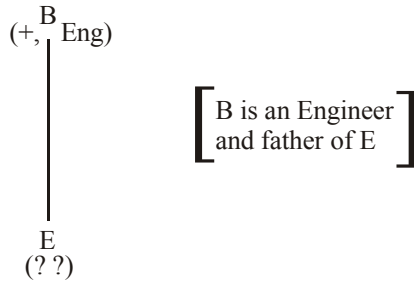 B
(+, Eng)
B is an Engineer
and father of E
E
(? ?)